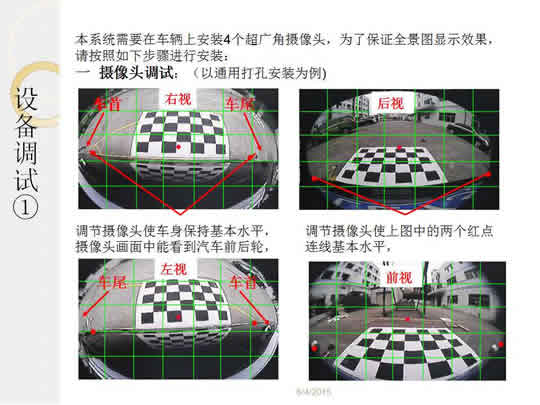 设备调试①
本系统需要在车辆上安装4个超广角摄像头，为了保证全景图显示效果，
请按照如下步骤进行安装：
一 摄像头调试：（以通用打孔安装为例)
车首 右视 车尾
后视
调节摄像头使车身保持基本水平，
摄像头画面中能看到汽车前后轮，
调节摄像头使上图中的两个红点
连线基本水平，
车尾 左视 车首
前视
6/4/2015